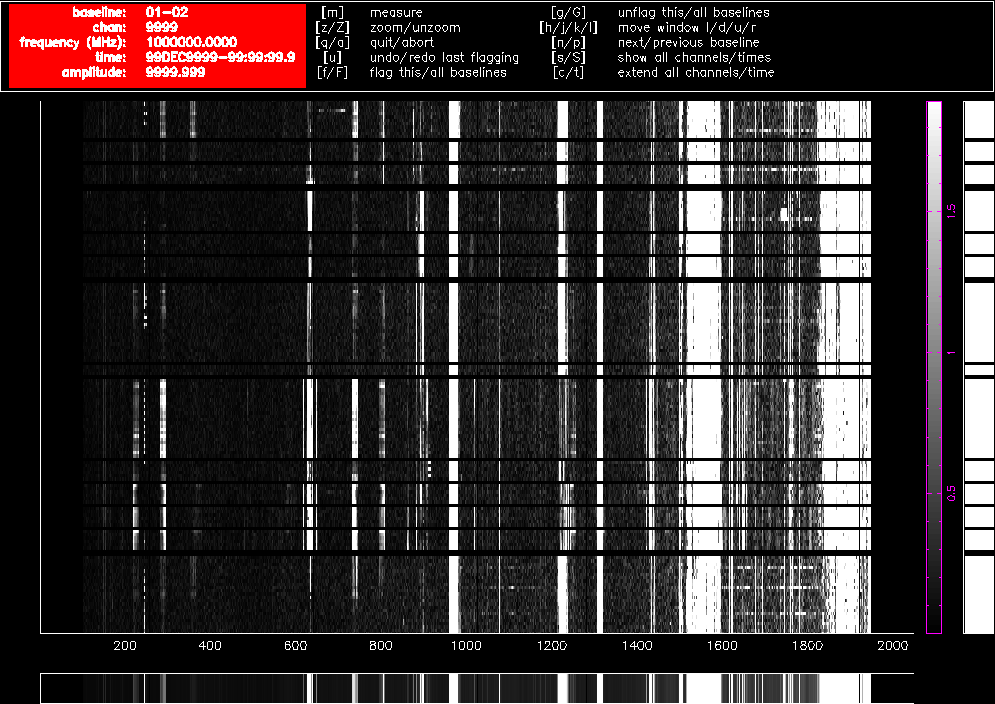 baseline: 01-02 [m] measure [g/G] unflag this/all baselines
chan: 9999 [z/Z] zoom/unzoom [h/j/k/l] move window l/d/u/r
frequency (MHz): 1000000.0000 [q/a] quit/abort [n/p] next/previous baseline
time: 99DEC9999-99:99:99.9 [u] undo/redo last flagging [s/S] show all channels/times
amplitude: 9999.999 [f/F] flag this/all baselines [c/t] extend all channels/time
1.5
1
0.5
200 400 600 800 1000 1200 1400 1600 1800 2000